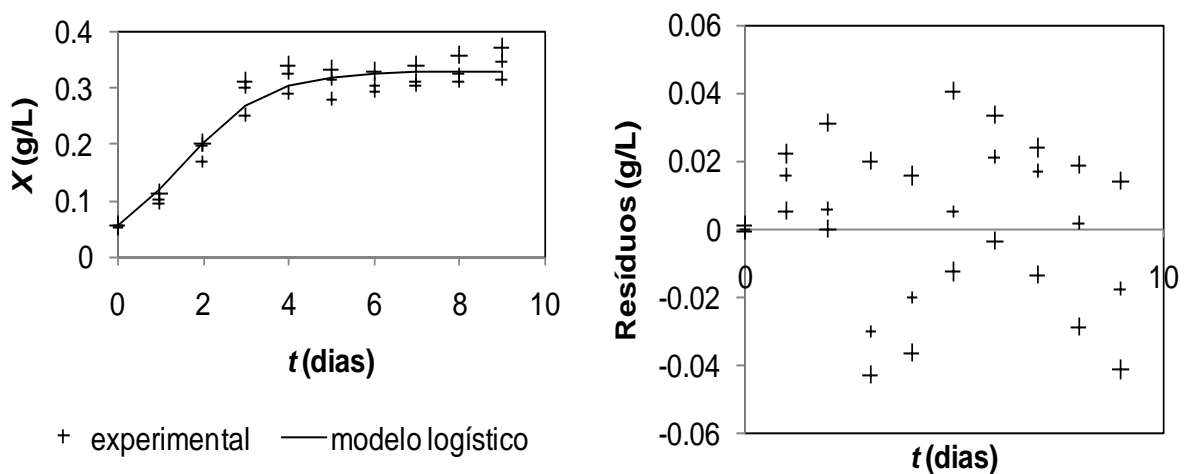 X (g/L)
0.4
0.3
0.2
0.1
0
0 2 4 6 8 10
t (dias)
+ experimental — modelo logístico
Resíduos (g/L)
0.06
0.04
0.02
0
-0.02
-0.04
-0.06
0 10
t (dias)